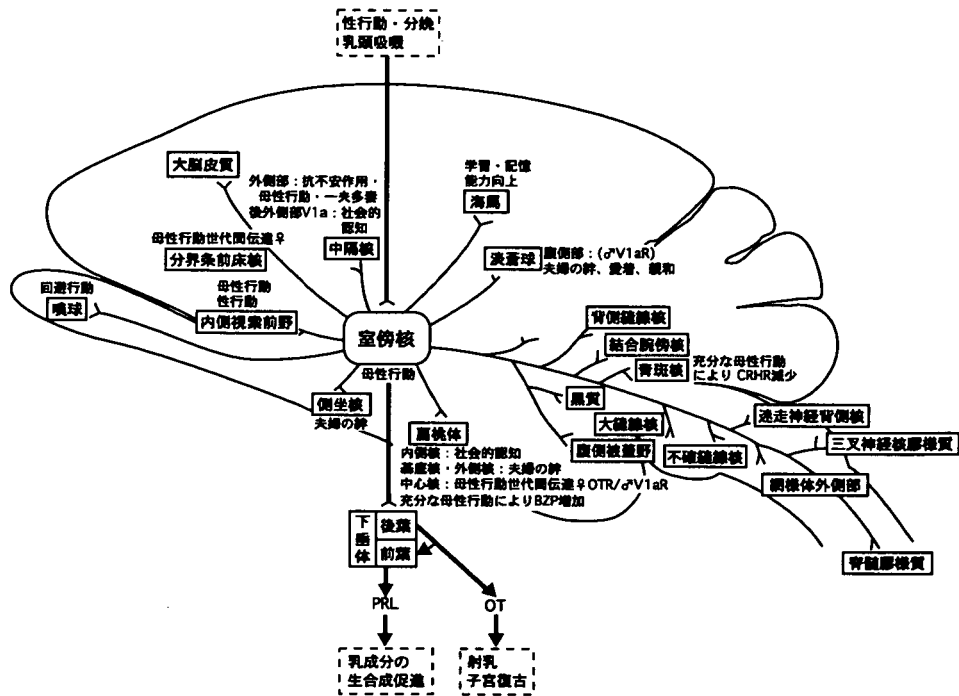 性行動・分娩
乳頭吸啜
大脳皮質
外側部：抗不安作用・
母性行動・一夫多妻
後外側部V1a：社会的
認知
中隔核
学習・記憶
能力向上
海馬
母性行動世代間伝達♀
分界条前床核
淡蒼球
腹側部：(♂V1aR)
夫婦の絆、愛着、親和
回避行動
嗅球
母性行動
性行動
内側視索前野
室傍核
母性行動
背側縫線核
結合腕傍核
青斑核
充分な母性行動
により CRHR減少
側坐核
夫婦の絆
扁桃体
黒質
大縫線核
腹側被蓋野
不確縫線核
迷走神経背側核
三叉神経核膠様質
網様体外側部
脊髄膠様質
内側核：社会的認知
基底核・外側核：夫婦の絆
中心核：母性行動世代間伝達♀OTR/♂V1aR
充分な母性行動によりBZP増加
下垂体
後葉
前葉
PRL
OT
乳成分の
生合成促進
射乳
子宮復古